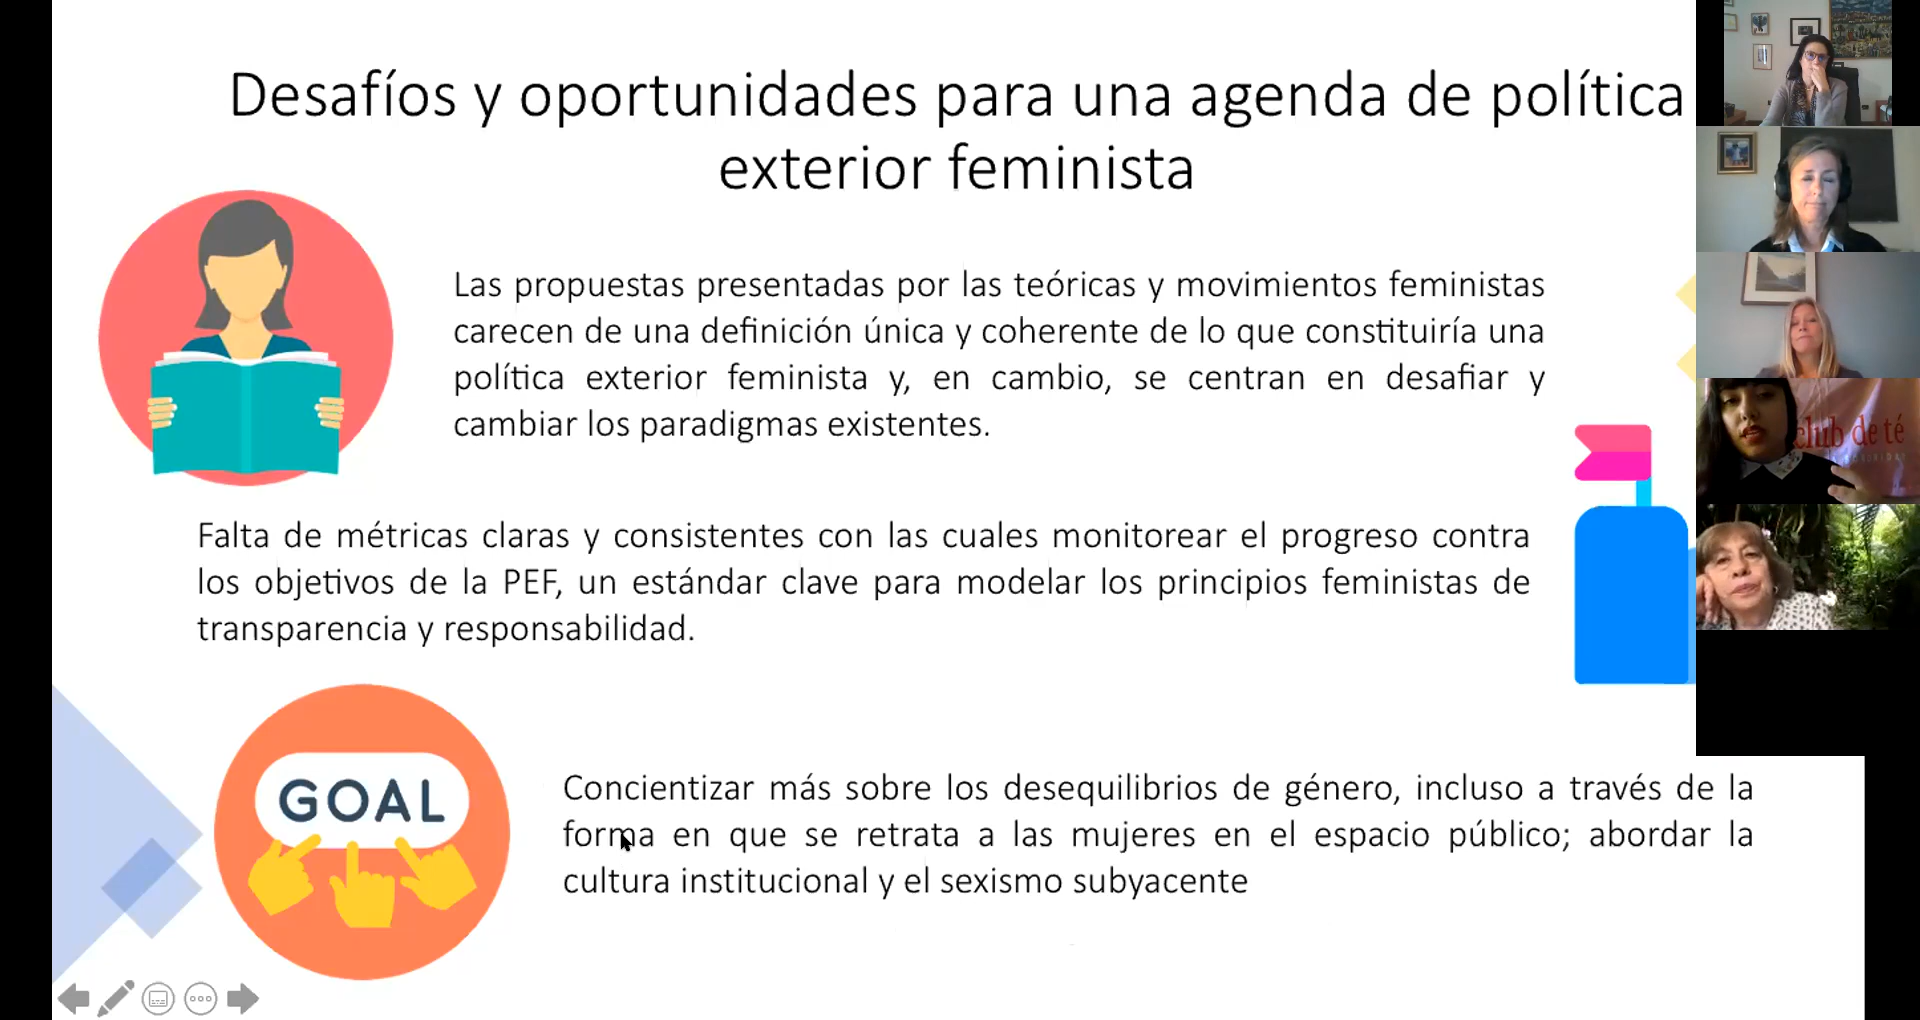 Desafíos y oportunidades para una agenda de política
exterior feminista
Las propuestas presentadas por las teóricas y movimientos feministas
carecen de una definición única y coherente de lo que constituiría una
política exterior feminista y, en cambio, se centran en desafiar y
cambiar los paradigmas existentes.
club de té
Falta de métricas claras y consistentes con las cuales monitorear el progreso contra
los objetivos de la PEF, un estándar clave para modelar los principios feministas de
transparencia y responsabilidad.
GOAL
Concientizar más sobre los desequilibrios de género, incluso a través de la
forma en que se retrata a las mujeres en el espacio público; abordar la
cultura institucional y el sexismo subyacente